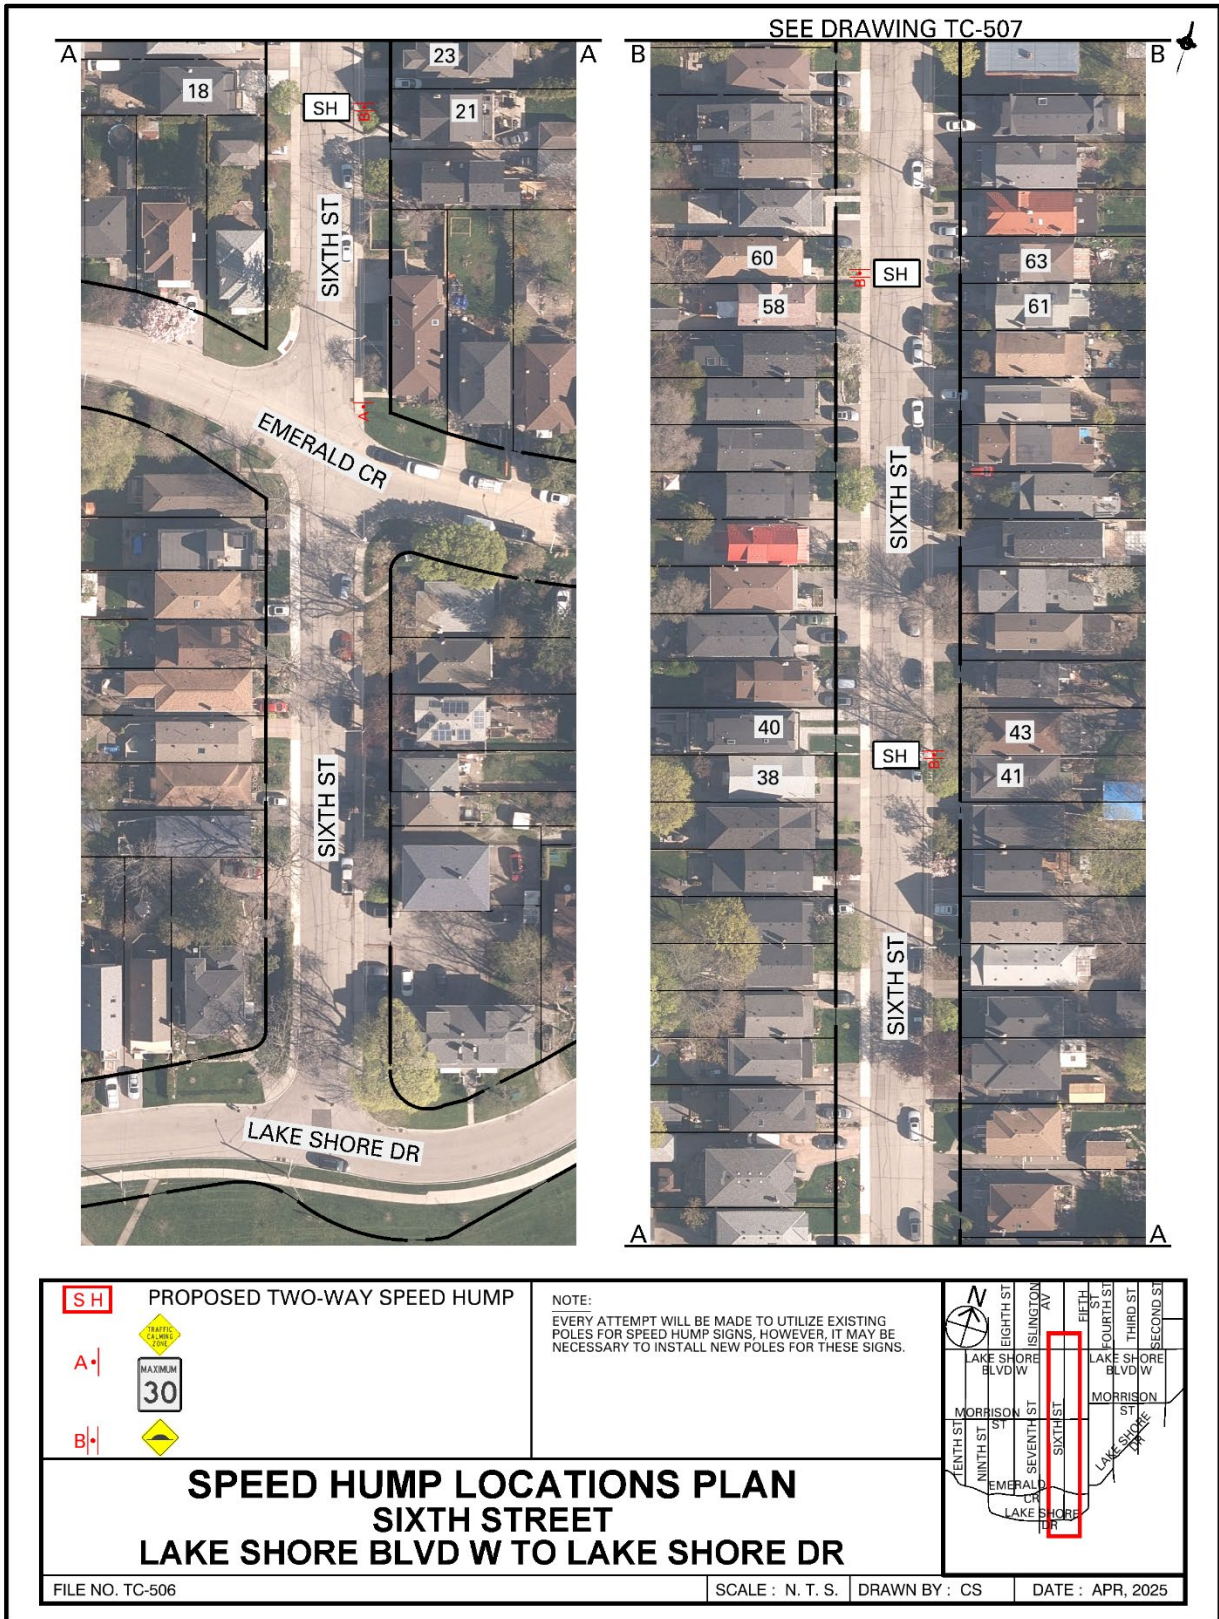 SEE DRAWING TC-507
A
A
B
B
18
23
SH
B
21
SIXTH ST
A
EMERALD CR
SIXTH ST
LAKE SHORE DR
60
B
SH
63
58
61
SIXTH ST
40
43
SH
B
38
41
SIXTH ST
A
A
SH
PROPOSED TWO-WAY SPEED HUMP
TRAFFIC
CALMING
ZONE
A
MAXIMUM
30
B
NOTE:
EVERY ATTEMPT WILL BE MADE TO UTILIZE EXISTING
POLES FOR SPEED HUMP SIGNS, HOWEVER, IT MAY BE
NECESSARY TO INSTALL NEW POLES FOR THESE SIGNS.
N
EIGHTH ST
ISLINGTON
AV
FIFTH
ST
FOURTH ST
THIRD ST
SECOND ST
LAKE SHORE
BLVD W
LAKE SHORE
BLVD W
MORRISON
ST
MORRISON
ST
TENTH ST
NINTH ST
SEVENTH ST
SIXTH ST
LAKE SHORE
DR
EMERALD
CR
LAKE SHORE
DR
SPEED HUMP LOCATIONS PLAN
SIXTH STREET
LAKE SHORE BLVD W TO LAKE SHORE DR
FILE NO. TC-506
SCALE : N. T. S.
DRAWN BY : CS
DATE : APR, 2025